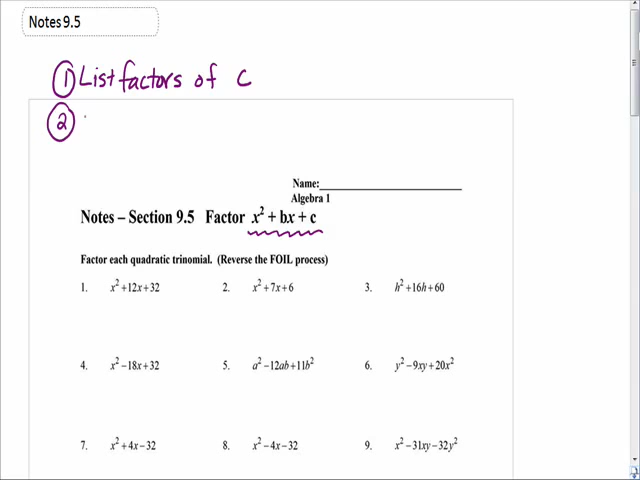 Notes 9.5
① List factors of c
②
Name:
Algebra 1
Notes – Section 9.5 Factor x² + bx + c
Factor each quadratic trinomial. (Reverse the FOIL process)
1. x² + 12x + 32 2. x² + 7x + 6 3. h² + 16h + 60
4. x² − 18x + 32 5. a² − 12ab + 11b² 6. y² − 9xy + 20x²
7. x² + 4x − 32 8. x² − 4x − 32 9. x² − 31xy − 32y²